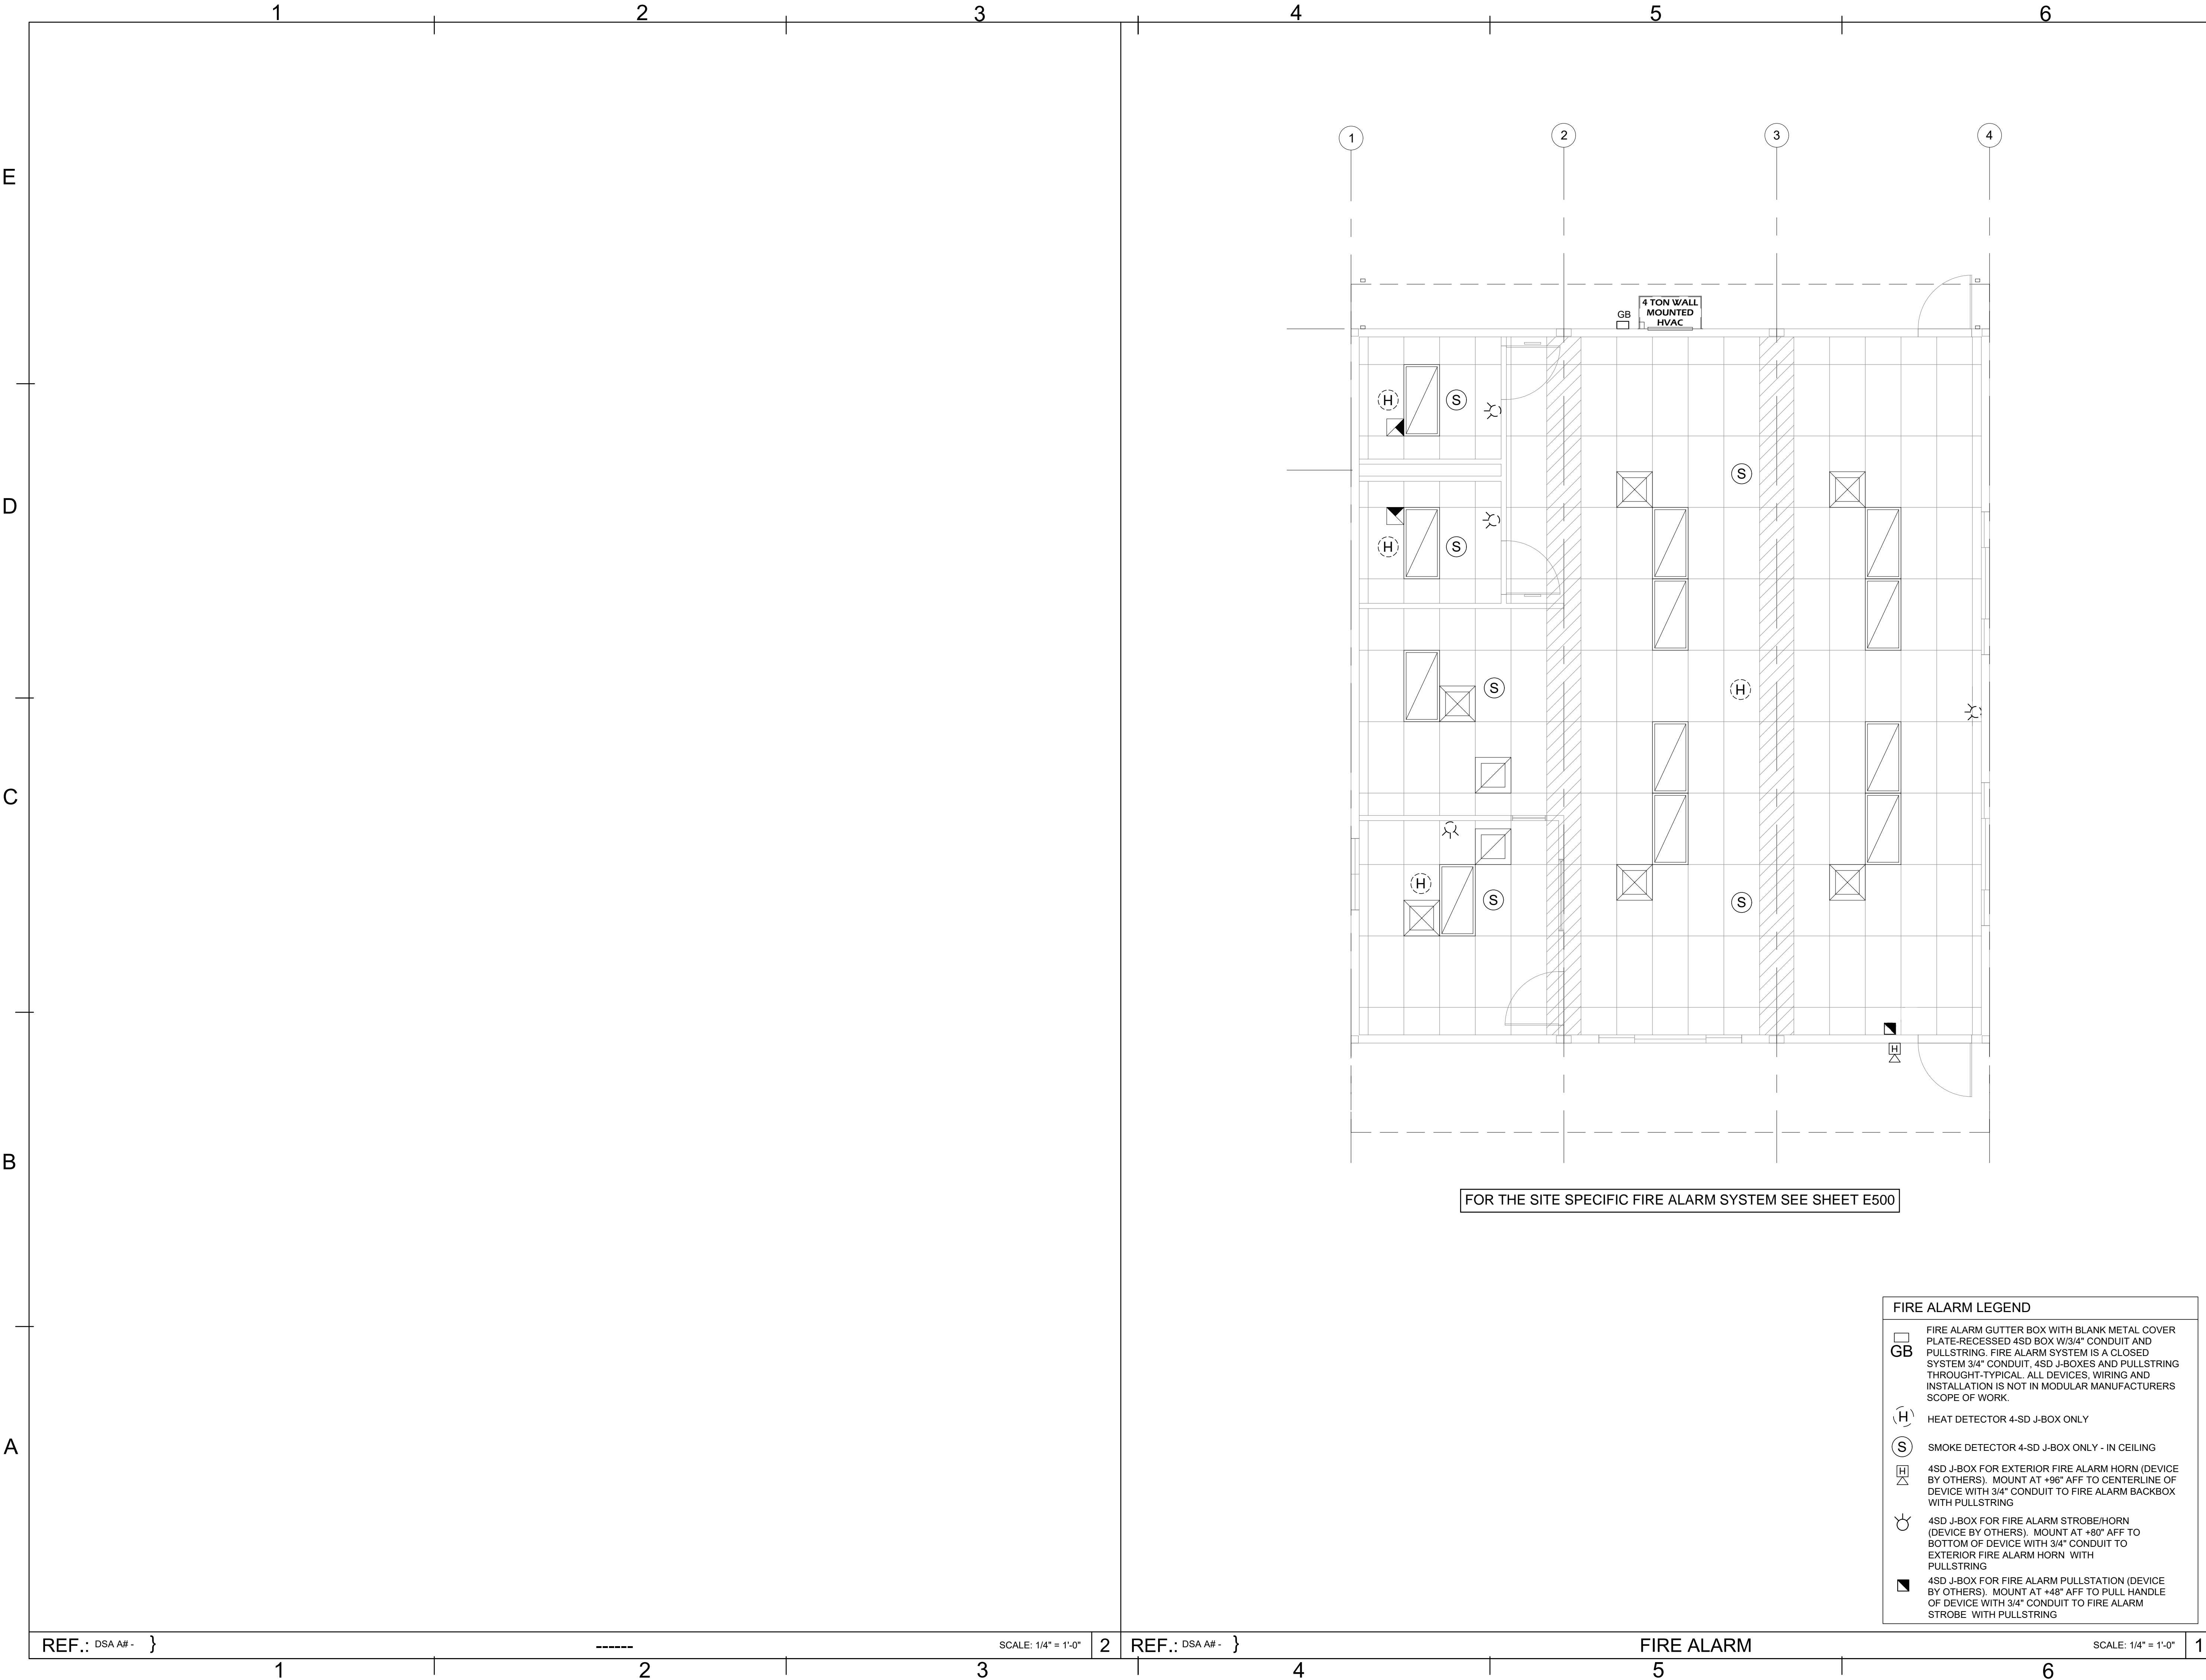 1 2 3 4 5 6
1 2 3 4
E
4 TON WALL
MOUNTED
HVAC
GB
H S
S
D
H S
S
H
C
H
S
S
H
B
FOR THE SITE SPECIFIC FIRE ALARM SYSTEM SEE SHEET E500
FIRE ALARM LEGEND
GB
FIRE ALARM GUTTER BOX WITH BLANK METAL COVER
PLATE-RECESSED 4SD BOX W/3/4" CONDUIT AND
PULLSTRING. FIRE ALARM SYSTEM IS A CLOSED
SYSTEM 3/4" CONDUIT, 4SD J-BOXES AND PULLSTRING
THROUGHT-TYPICAL. ALL DEVICES, WIRING AND
INSTALLATION IS NOT IN MODULAR MANUFACTURERS
SCOPE OF WORK.
H HEAT DETECTOR 4-SD J-BOX ONLY
A
S SMOKE DETECTOR 4-SD J-BOX ONLY - IN CEILING
H 4SD J-BOX FOR EXTERIOR FIRE ALARM HORN (DEVICE
BY OTHERS). MOUNT AT +96" AFF TO CENTERLINE OF
DEVICE WITH 3/4" CONDUIT TO FIRE ALARM BACKBOX
WITH PULLSTRING
4SD J-BOX FOR FIRE ALARM STROBE/HORN
(DEVICE BY OTHERS). MOUNT AT +80" AFF TO
BOTTOM OF DEVICE WITH 3/4" CONDUIT TO
EXTERIOR FIRE ALARM HORN WITH
PULLSTRING
4SD J-BOX FOR FIRE ALARM PULLSTATION (DEVICE
BY OTHERS). MOUNT AT +48" AFF TO PULL HANDLE
OF DEVICE WITH 3/4" CONDUIT TO FIRE ALARM
STROBE WITH PULLSTRING
REF.: DSA A# - } ------ SCALE: 1/4" = 1'-0" 2
REF.: DSA A# - } FIRE ALARM SCALE: 1/4" = 1'-0" 1
1 2 3 4 5 6